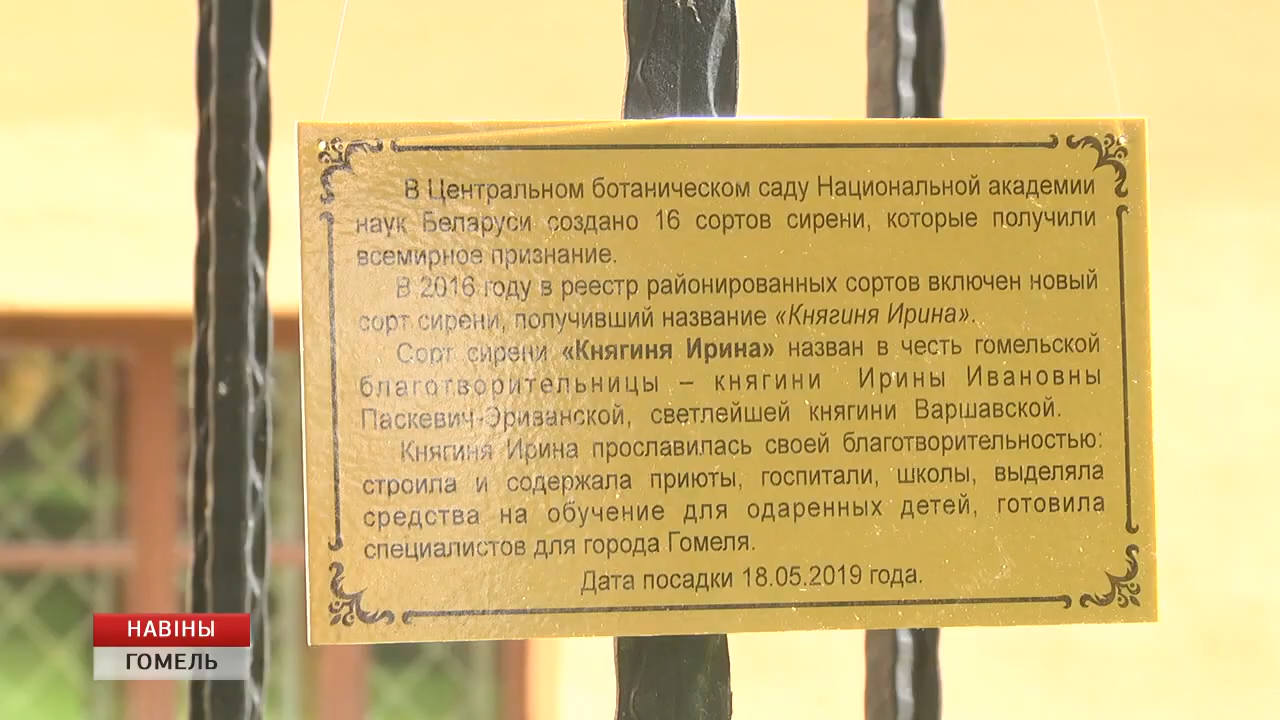 В Центральном ботаническом саду Национальной академии
наук Беларуси создано 16 сортов сирени, которые получили
всемирное признание.
В 2016 году в реестр районированных сортов включен новый
сорт сирени, получивший название «Княгиня Ирина».
Сорт сирени «Княгиня Ирина» назван в честь гомельской
благотворительницы – княгини Ирины Ивановны
Паскевич-Эриванской, светлейшей княгини Варшавской.
Княгиня Ирина прославилась своей благотворительностью:
строила и содержала приюты, госпитали, школы, выделяла
средства на обучение для одаренных детей, готовила
специалистов для города Гомеля.
Дата посадки 18.05.2019 года.
НАВІНЫ
ГОМЕЛЬ